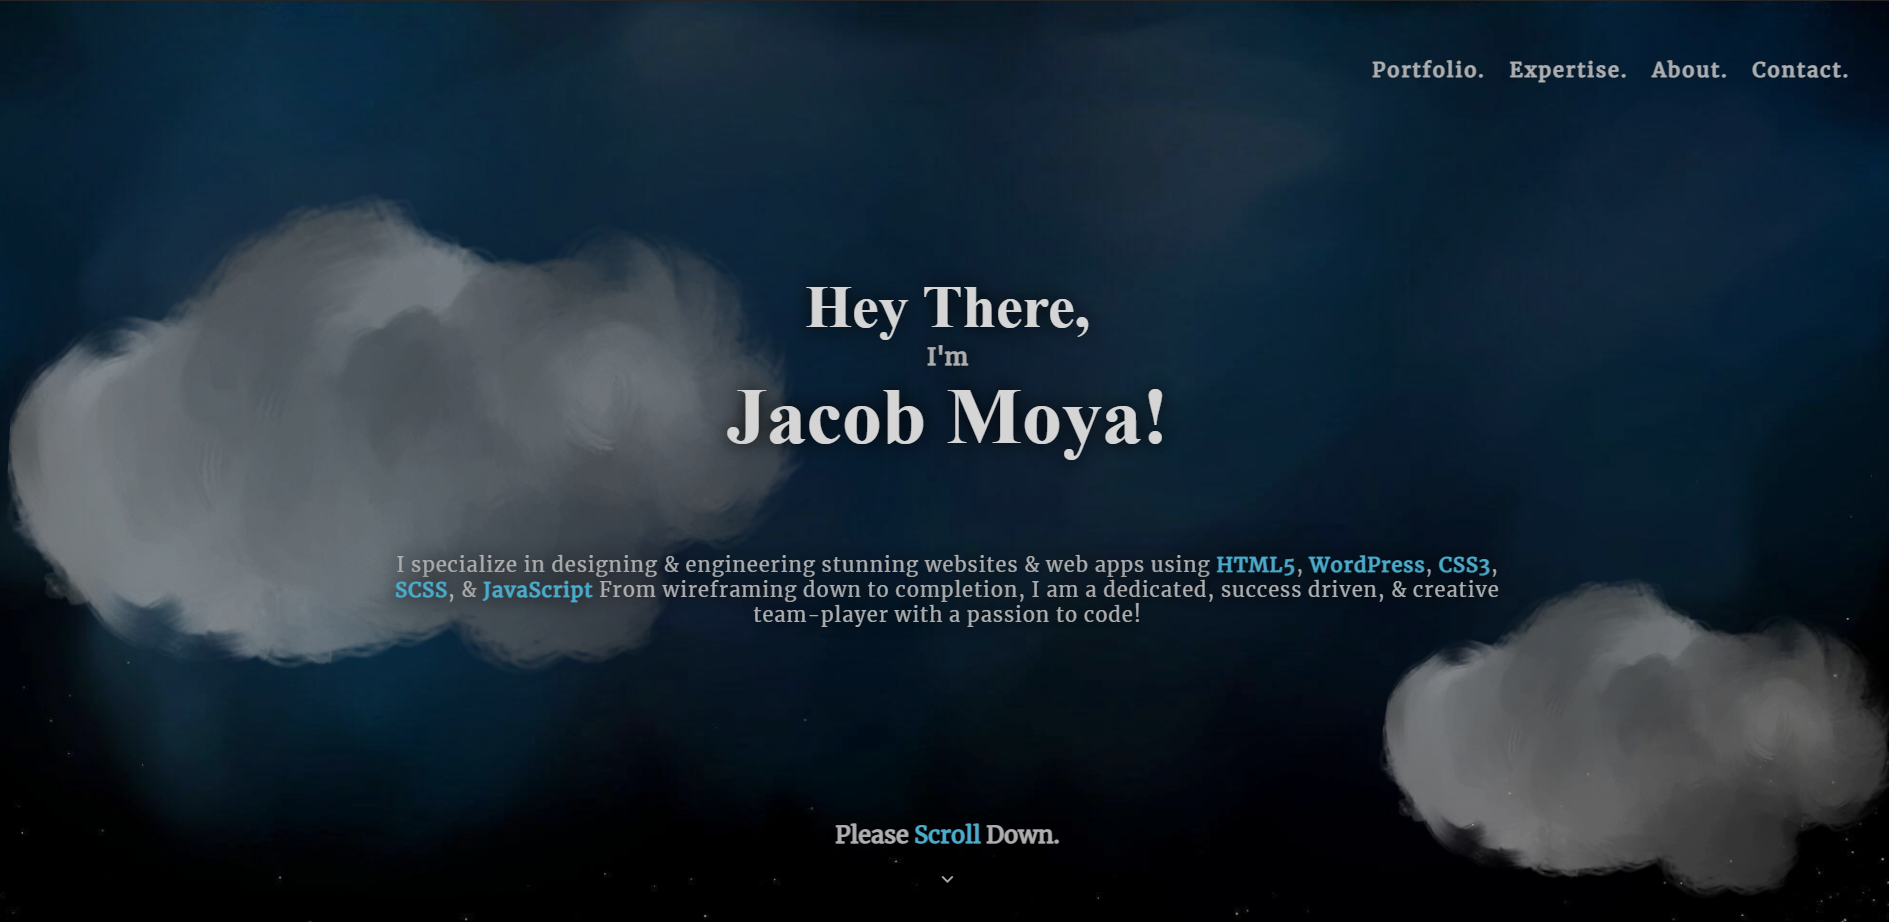 Portfolio. Expertise. About. Contact.
Hey There,
I'm
Jacob Moya!
I specialize in designing & engineering stunning websites & web apps using HTML5, WordPress, CSS3,
SCSS, & JavaScript From wireframing down to completion, I am a dedicated, success driven, & creative
team-player with a passion to code!
Please Scroll Down.